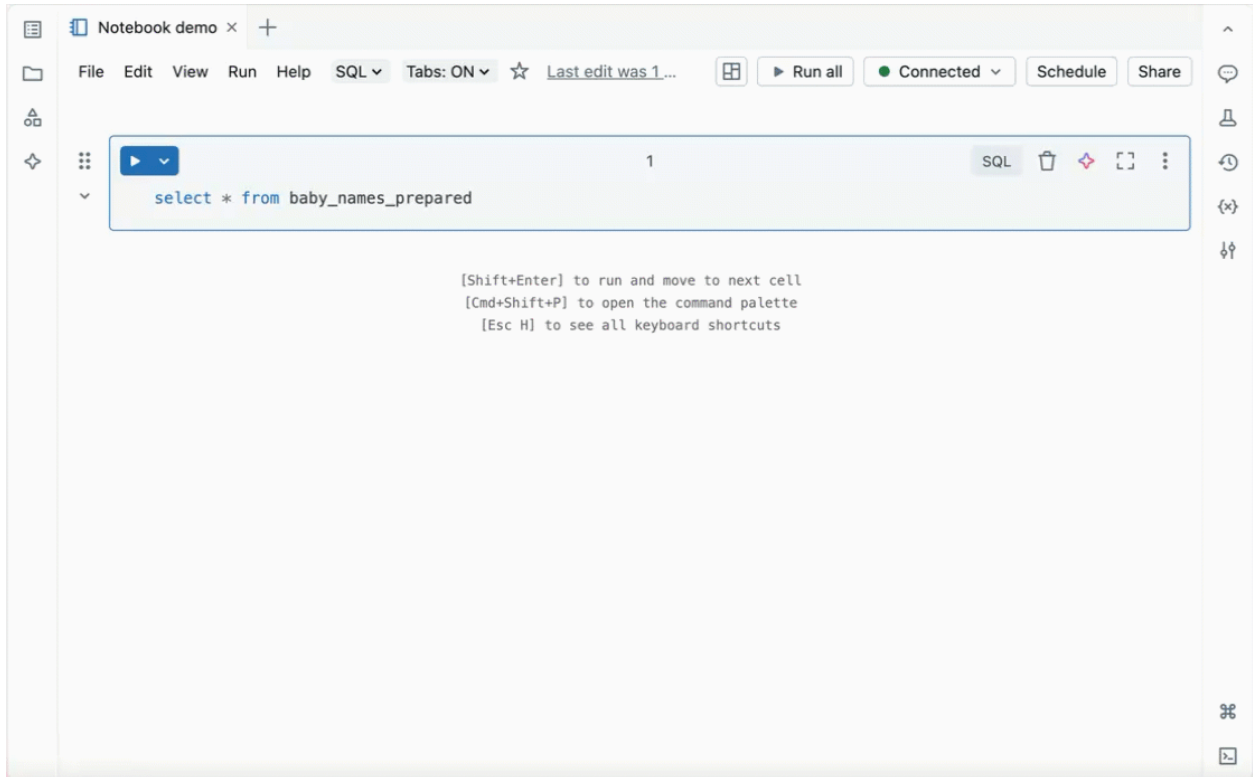 Notebook demo
File Edit View Run Help SQL Tabs: ON Last edit was 1 ... Run all Connected Schedule Share
1 SQL
select * from baby_names_prepared
[Shift+Enter] to run and move to next cell
[Cmd+Shift+P] to open the command palette
[Esc H] to see all keyboard shortcuts